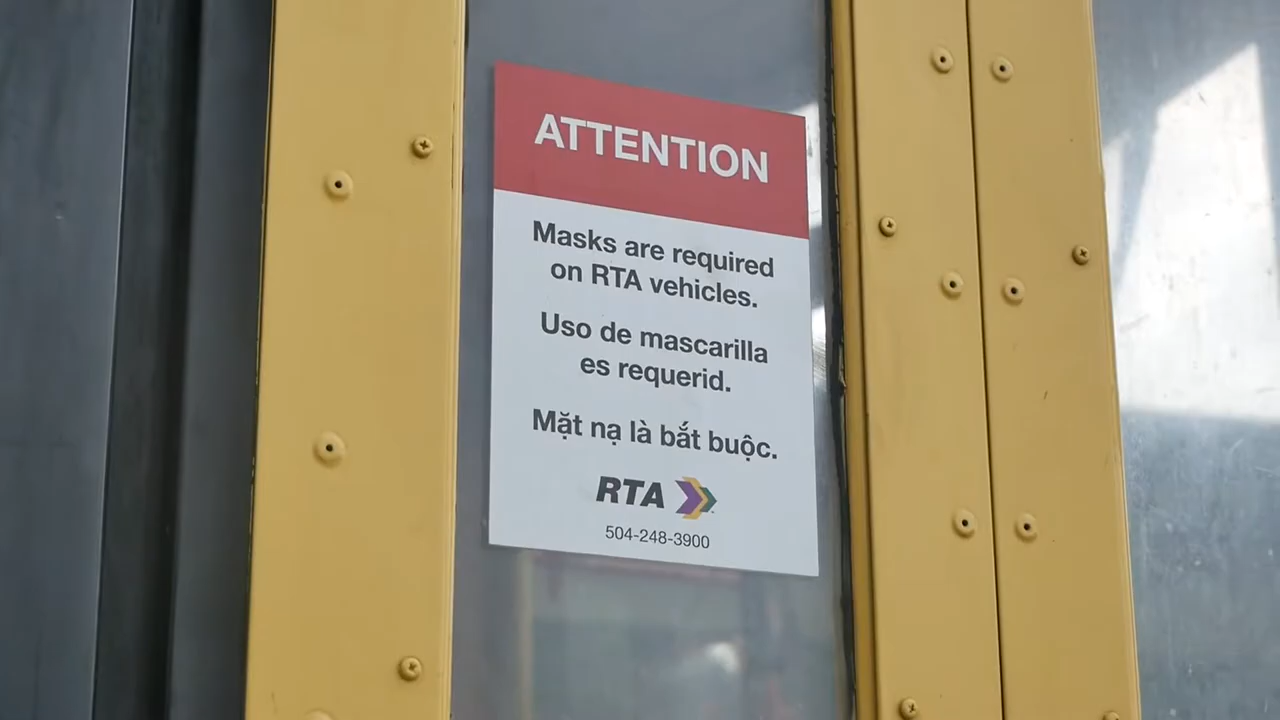 ATTENTION
Masks are required
on RTA vehicles.
Uso de mascarilla
es requerid.
Mặt nạ là bắt buộc.
RTA
504-248-3900